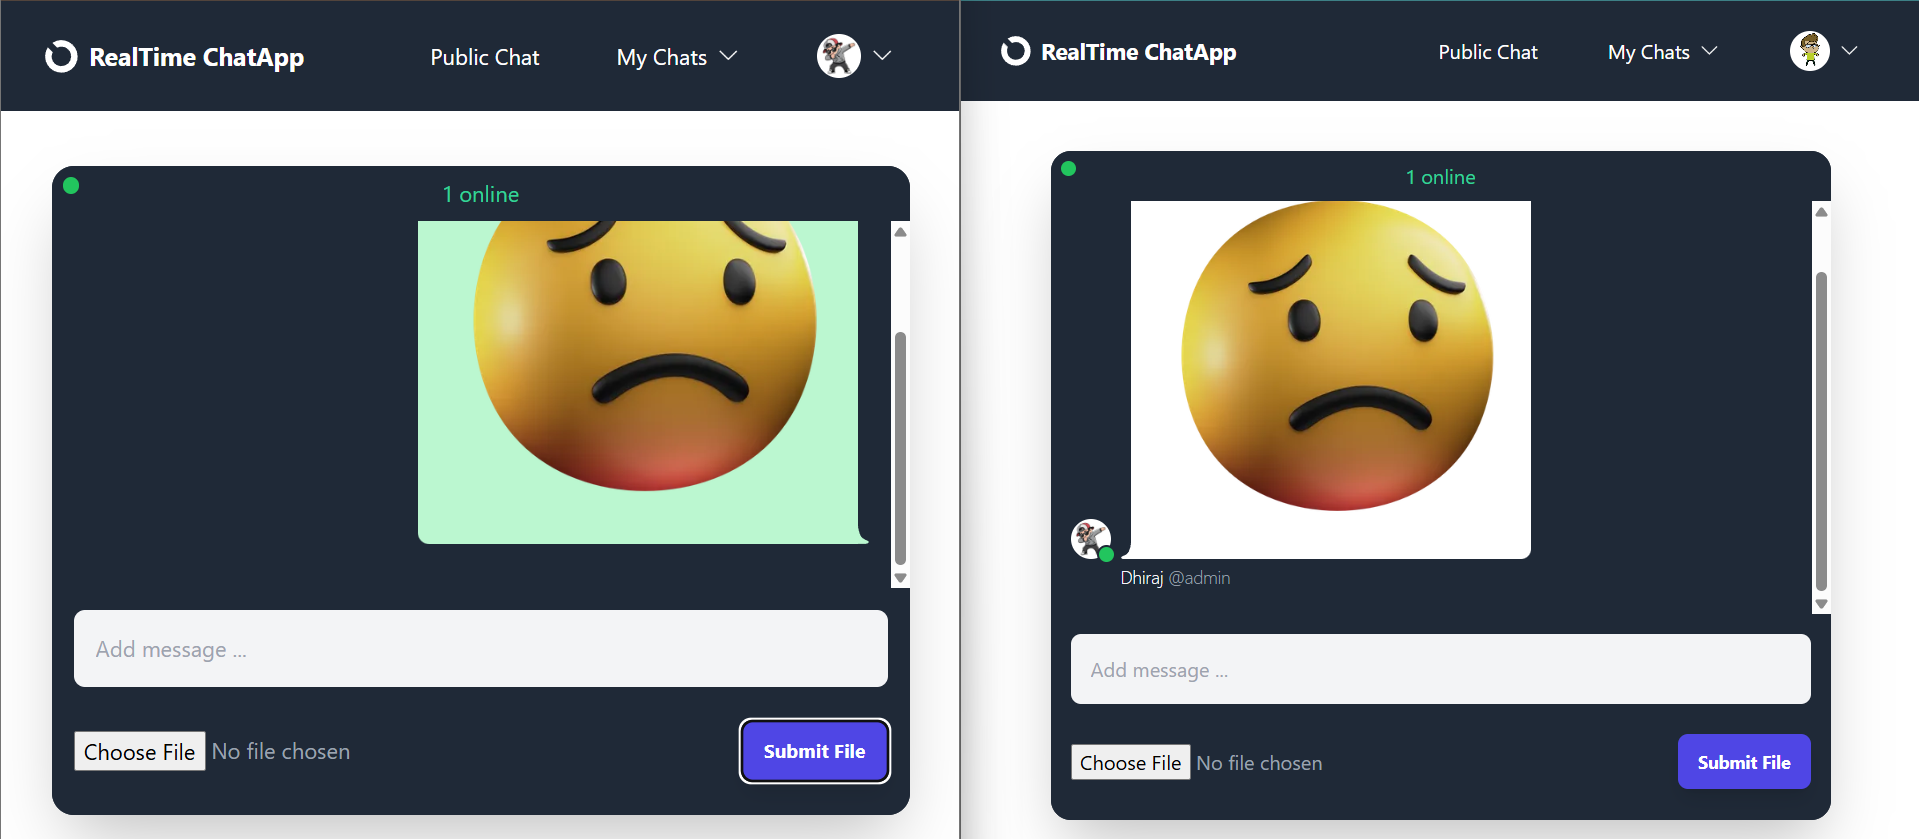 RealTime ChatApp
Public Chat
My Chats
1 online
Add message ...
Choose File No file chosen
Submit File
RealTime ChatApp
Public Chat
My Chats
1 online
Dhiraj @admin
Add message ...
Choose File No file chosen
Submit File